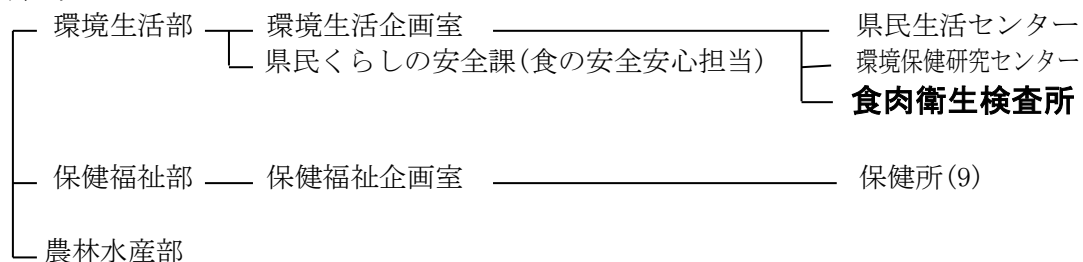 環境生活部 環境生活企画室 県民生活センター
県民くらしの安全課(食の安全安心担当) 環境保健研究センター
食肉衛生検査所
保健福祉部 保健福祉企画室 保健所(9)
農林水産部